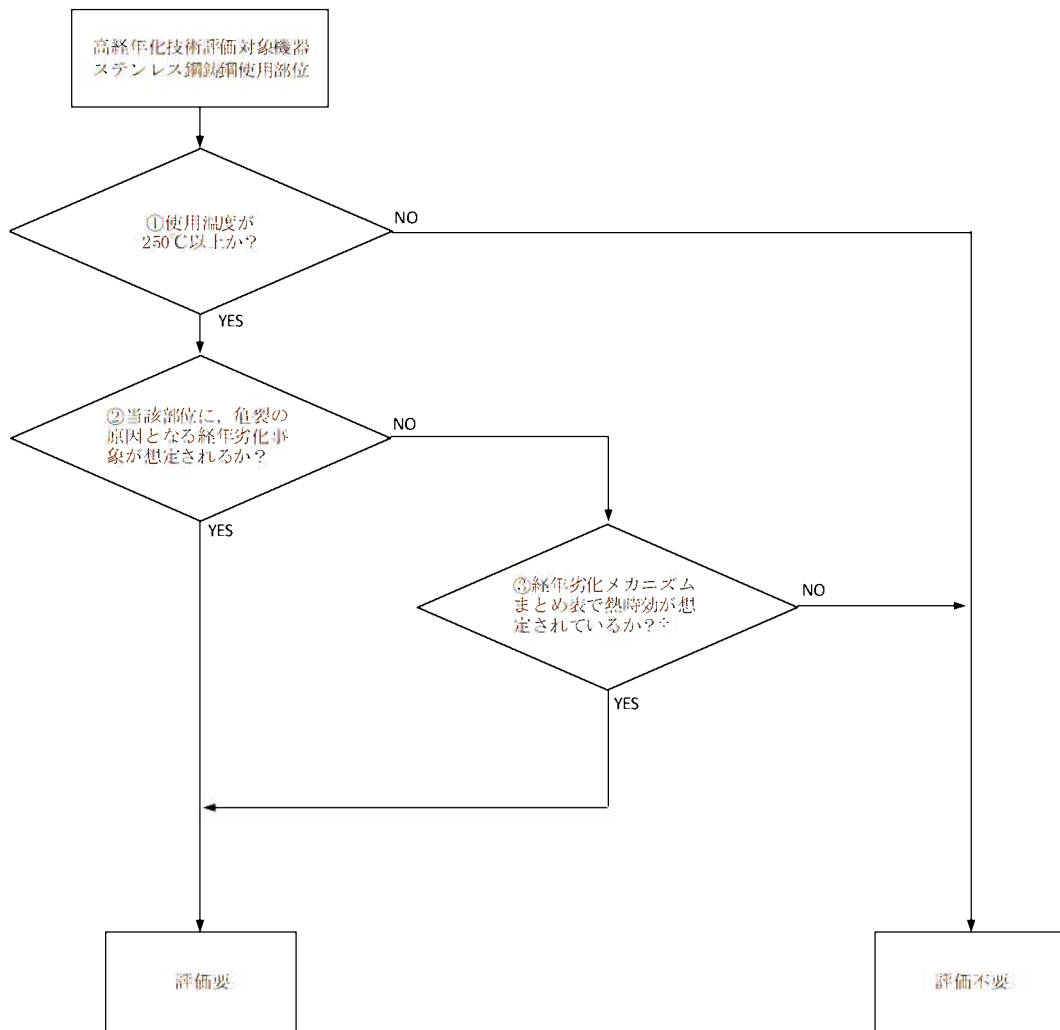 高経年化技術評価対象機器
ステンレス鋼鋳鋼使用部位
①使用温度が
250℃以上か？
NO
YES
②当該部位に，亀裂の
原因となる経年劣化事
象が想定されるか？
NO
YES
③経年劣化メカニズム
まとめ表で熱時効が想
定されているか？※
NO
YES
評価要
評価不要